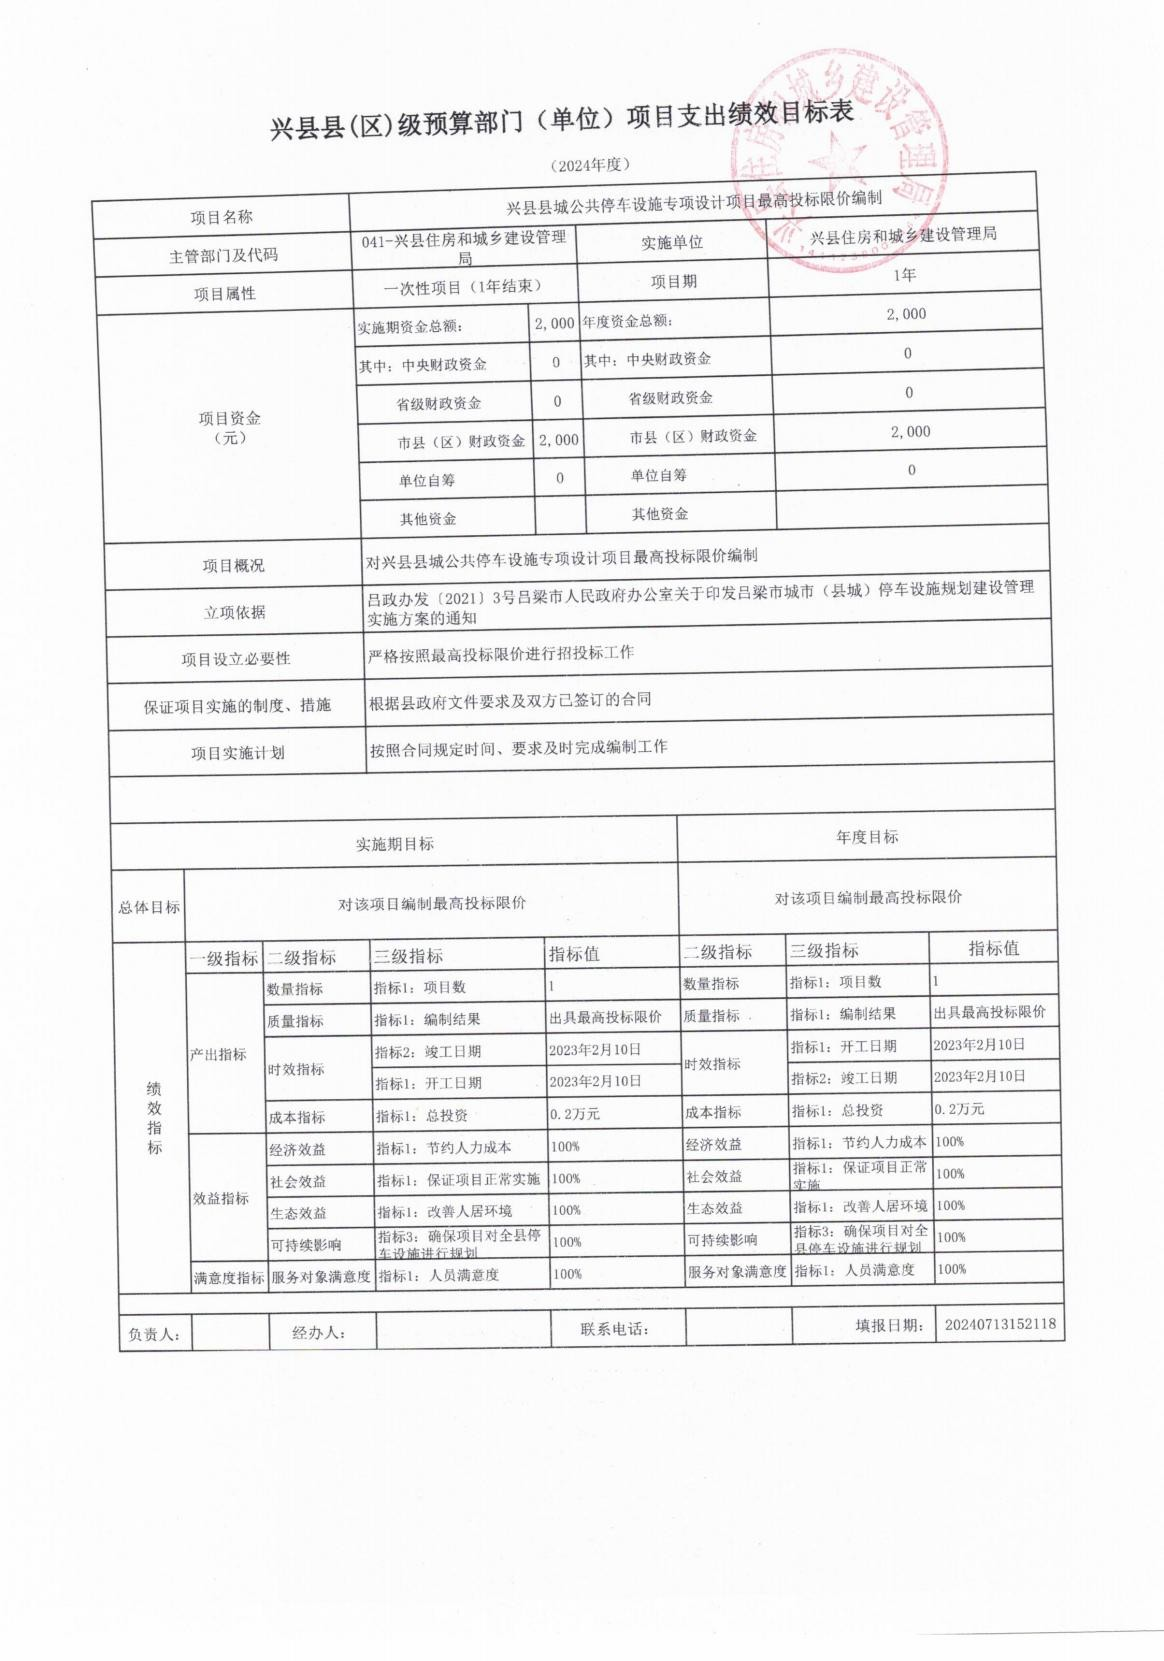 兴县县(区)级预算部门（单位）项目支出绩效目标表
（2024年度）
项目名称 兴县县城公共停车设施专项设计项目最高投标限价编制
主管部门及代码 041-兴县住房和城乡建设管理局 实施单位 兴县住房和城乡建设管理局
项目属性 一次性项目（1年结束） 项目期 1年
项目资金（元） 实施期资金总额： 2,000 年度资金总额： 2,000
其中：中央财政资金 0 其中：中央财政资金 0
省级财政资金 0 省级财政资金 0
市县（区）财政资金 2,000 市县（区）财政资金 2,000
单位自筹 0 单位自筹 0
其他资金 其他资金
项目概况 对兴县县城公共停车设施专项设计项目最高投标限价编制
立项依据 吕政办发〔2021〕3号吕梁市人民政府办公室关于印发吕梁市城市（县城）停车设施规划建设管理
实施方案的通知
项目设立必要性 严格按照最高投标限价进行招投标工作
保证项目实施的制度、措施 根据县政府文件要求及双方已签订的合同
项目实施计划 按照合同规定时间、要求及时完成编制工作
实施期目标 年度目标
总体目标 对该项目编制最高投标限价 对该项目编制最高投标限价
绩效指标
一级指标 二级指标 三级指标 指标值 二级指标 三级指标 指标值
产出指标 数量指标 指标1：项目数 1 数量指标 指标1：项目数 1
质量指标 指标1：编制结果 出具最高投标限价 质量指标 指标1：编制结果 出具最高投标限价
时效指标 指标2：竣工日期 2023年2月10日 时效指标 指标1：开工日期 2023年2月10日
指标1：开工日期 2023年2月10日 指标2：竣工日期 2023年2月10日
成本指标 指标1：总投资 0.2万元 成本指标 指标1：总投资 0.2万元
效益指标 经济效益 指标1：节约人力成本 100% 经济效益 指标1：节约人力成本 100%
社会效益 指标1：保证项目正常实施 100% 社会效益 指标1：保证项目正常实施 100%
生态效益 指标1：改善人居环境 100% 生态效益 指标1：改善人居环境 100%
可持续影响 指标3：确保项目对全县停车设施进行规划 100% 可持续影响 指标3：确保项目对全县停车设施进行规划 100%
满意度指标 服务对象满意度 指标1：人员满意度 100% 服务对象满意度 指标1：人员满意度 100%
负责人： 经办人： 联系电话： 填报日期： 20240713152118